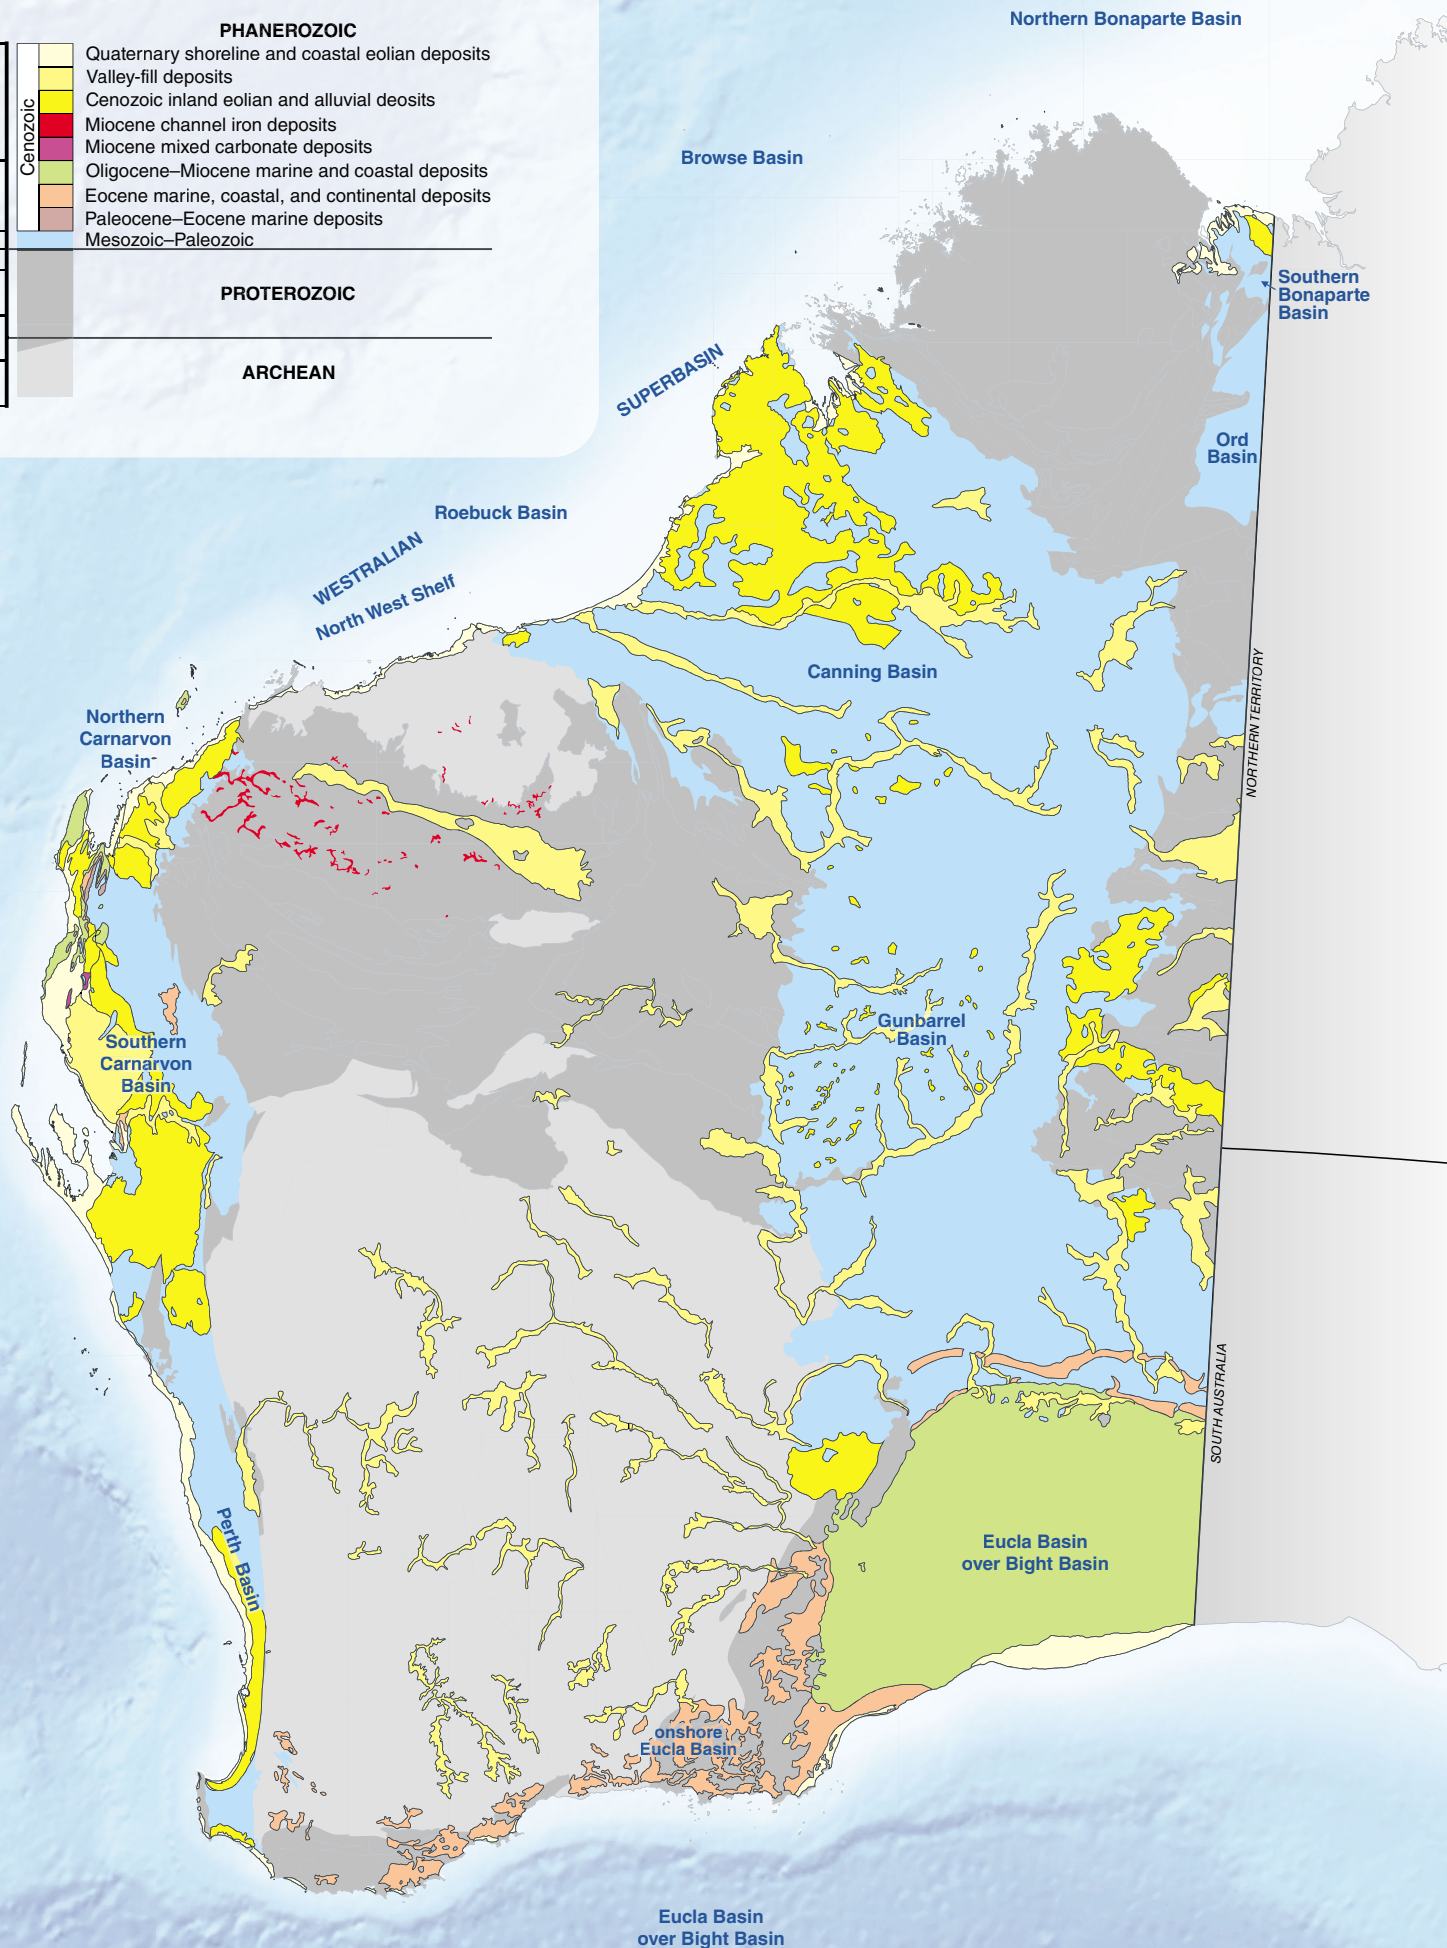 PHANEROZOIC
Cenozoic
Quaternary shoreline and coastal eolian deposits
Valley-fill deposits
Cenozoic inland eolian and alluvial deosits
Miocene channel iron deposits
Miocene mixed carbonate deposits
Oligocene–Miocene marine and coastal deposits
Eocene marine, coastal, and continental deposits
Paleocene–Eocene marine deposits
Mesozoic–Paleozoic
PROTEROZOIC
ARCHEAN
Northern Bonaparte Basin
Browse Basin
Southern
Bonaparte
Basin
SUPERBASIN
Ord
Basin
Roebuck Basin
WESTRALIAN
North West Shelf
Canning Basin
NORTHERN TERRITORY
Northern
Carnarvon
Basin
Gunbarrel
Basin
Southern
Carnarvon
Basin
SOUTH AUSTRALIA
Perth Basin
Eucla Basin
over Bight Basin
onshore
Eucla Basin
Eucla Basin
over Bight Basin